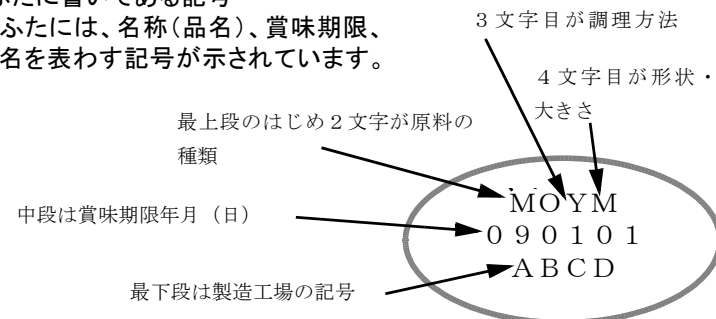 ふたに書いてある記号
ふたには、名称(品名)、賞味期限、
名を表わす記号が示されています。
3文字目が調理方法
4文字目が形状・
大きさ
最上段のはじめ2文字が原料の
種類
中段は賞味期限年月（日）
最下段は製造工場の記号
MOYM
090101
ABCD